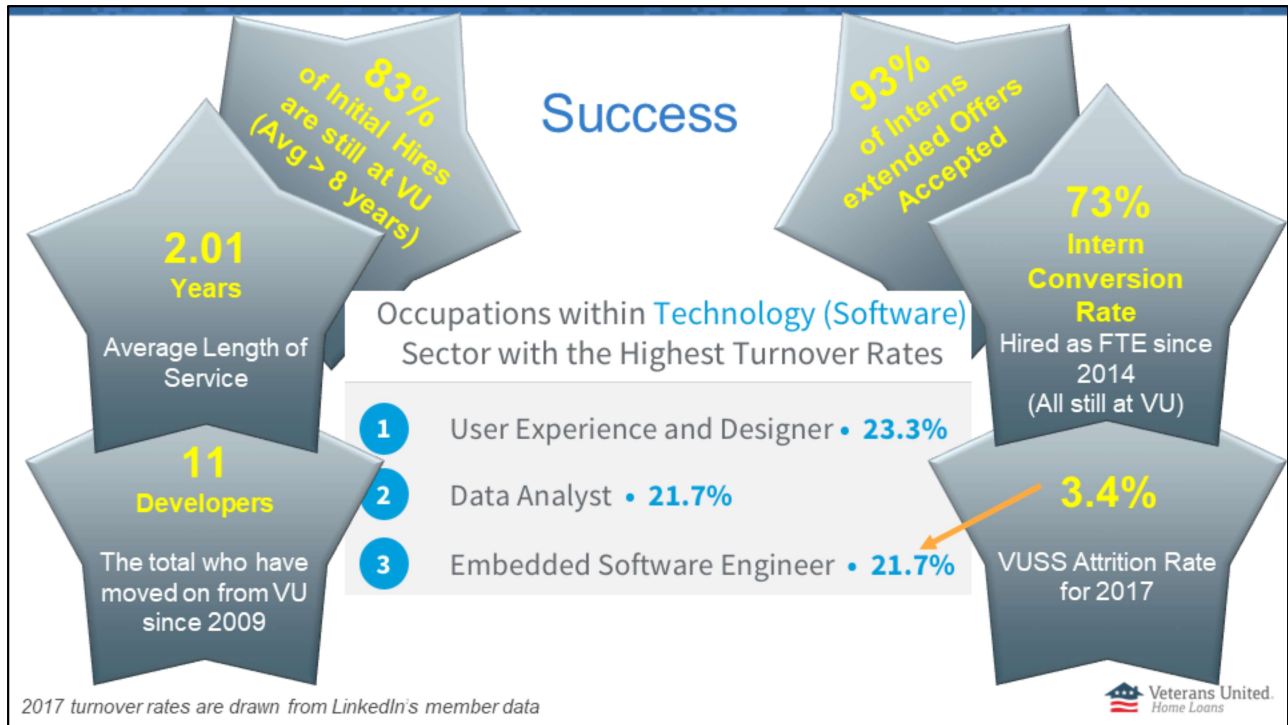 Success
83%
of Initial Hires
are still at VU
(Avg > 8 years)
93%
of Interns
extended Offers
Accepted
2.01
Years
Average Length of
Service
73%
Intern
Conversion
Rate
Hired as FTE since
2014
(All still at VU)
Occupations within Technology (Software)
Sector with the Highest Turnover Rates
1 User Experience and Designer • 23.3%
2 Data Analyst • 21.7%
3 Embedded Software Engineer • 21.7%
11
Developers
The total who have
moved on from VU
since 2009
3.4%
VUSS Attrition Rate
for 2017
2017 turnover rates are drawn from LinkedIn's member data
Veterans United.
Home Loans